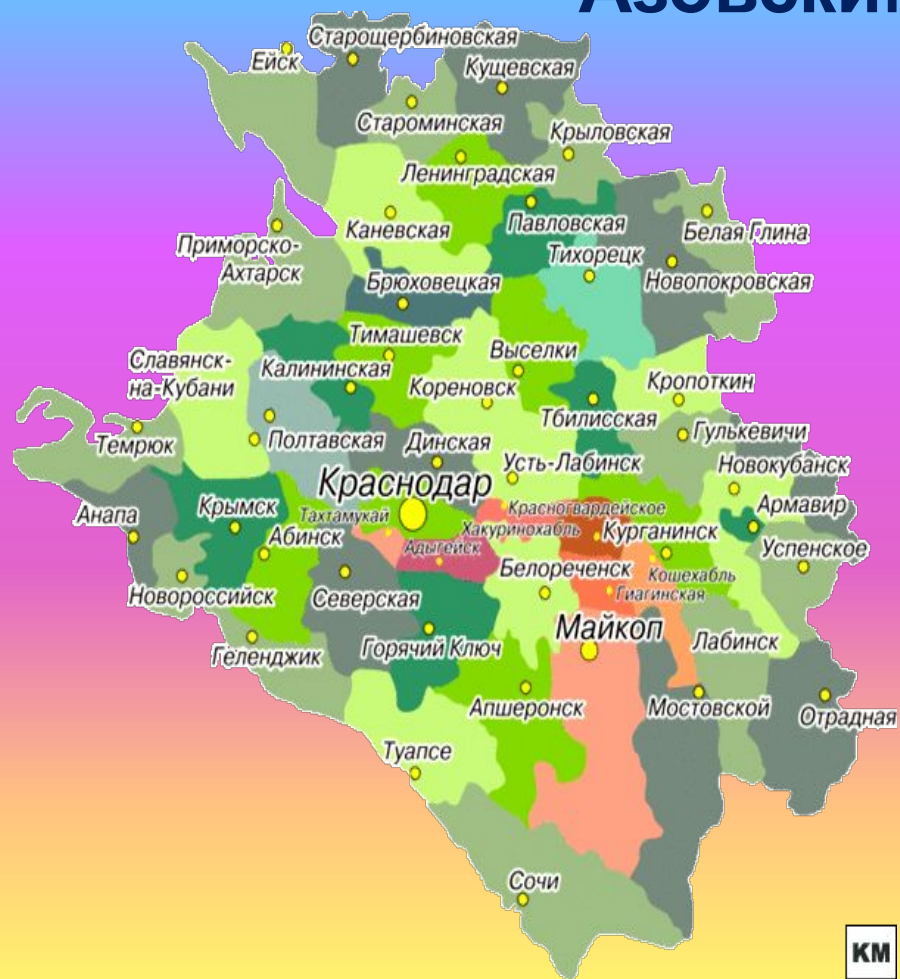 Старощербиновская
Ейск
Кущевская
Староминская
Крыловская
Ленинградская
Каневская
Павловская
Белая Глина
Приморско-
Ахтарск
Тихорецк
Брюховецкая
Новопокровская
Тимашевск
Выселки
Славянск-
на-Кубани
Калининская
Кореновск
Кропоткин
Тбилисская
Темрюк
Полтавская
Динская
Гулькевичи
Усть-Лабинск
Новокубанск
Краснодар
Анапа
Крымск
Тахтамукай
Красногвардейское
Армавир
Хакуринохабль
Курганинск
Абинск
Адыгейск
Успенское
Белореченск
Кошехабль
Гиагинская
Новороссийск
Северская
Майкоп
Горячий Ключ
Лабинск
Геленджик
Апшеронск
Мостовской
Отрадная
Туапсе
Сочи
КМ